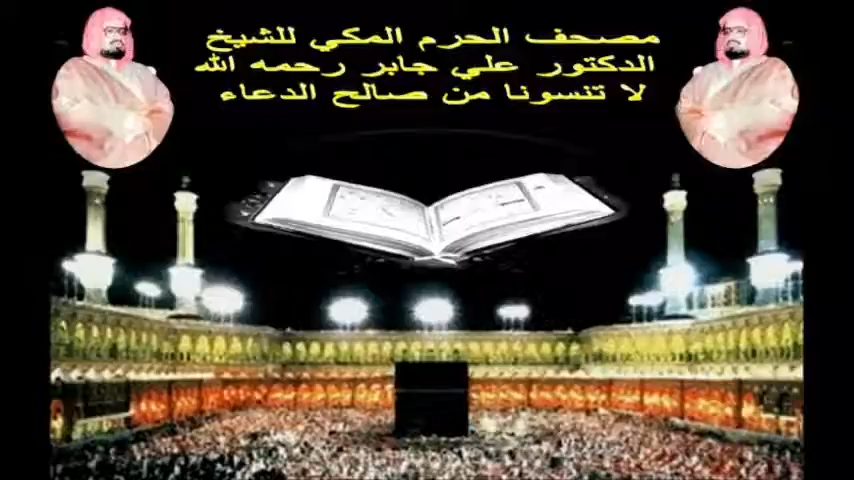 مصحف الحرم المكي للشيخ
الدكتور علي جابر رحمه الله
لا تنسونا من صالح الدعاء